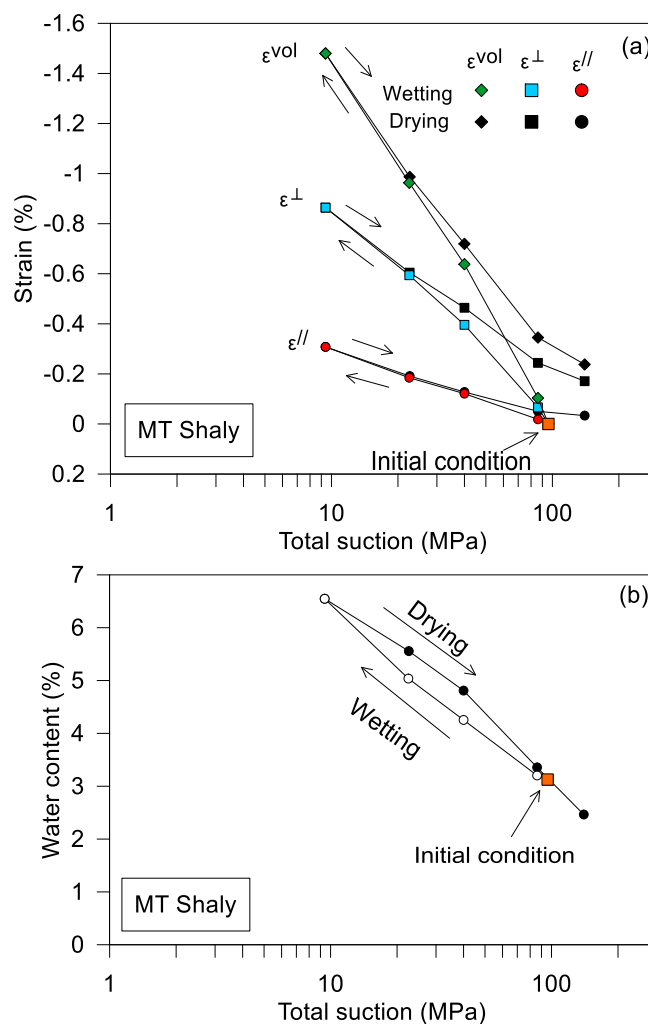 (a)
-1.6
-1.4
-1.2
-1
-0.8
-0.6
-0.4
-0.2
0
0.2
Strain (%)
εvol
ε⊥
ε//
εvol ε⊥ ε//
Wetting
Drying
MT Shaly
Initial condition
1 10 100
Total suction (MPa)
(b)
7
6
5
4
3
2
1
0
Water content (%)
Drying
Wetting
Initial condition
MT Shaly
1 10 100
Total suction (MPa)